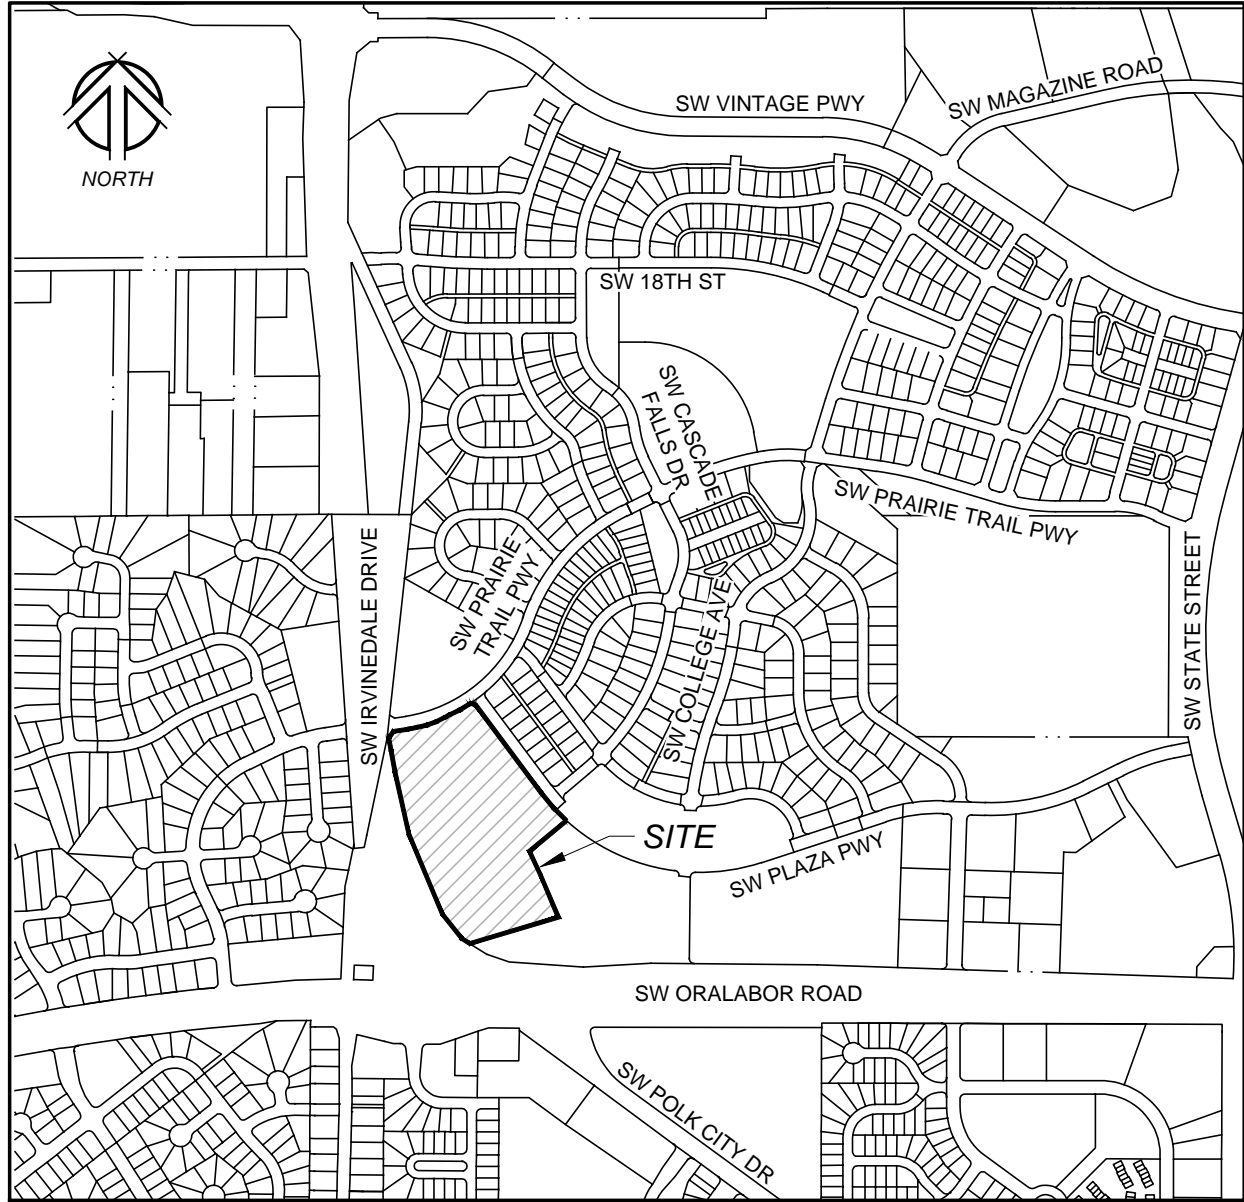 SW MAGAZINE ROAD
SW VINTAGE PWY
NORTH
SW 18TH ST
SW CASCADE
FALLS DR
SW PRAIRIE TRAIL PWY
SW PRAIRIE
TRAIL PWY
SW IRVINEDALE DRIVE
SW COLLEGE AVE
SW STATE STREET
SITE
SW PLAZA PWY
SW ORALABOR ROAD
SW POLK CITY DR